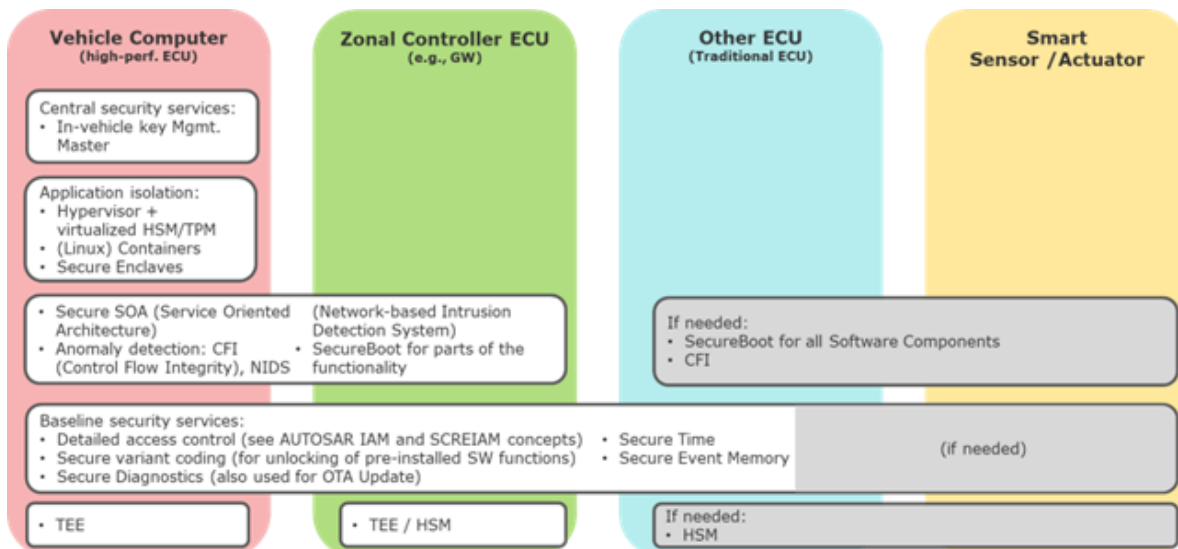 Vehicle Computer
(high-perf. ECU)
Zonal Controller ECU
(e.g., GW)
Other ECU
(Traditional ECU)
Smart
Sensor /Actuator
Central security services:
• In-vehicle key Mgmt.
Master
Application isolation:
• Hypervisor +
virtualized HSM/TPM
• (Linux) Containers
• Secure Enclaves
• Secure SOA (Service Oriented
Architecture)
• Anomaly detection: CFI
(Control Flow Integrity), NIDS
(Network-based Intrusion
Detection System)
• SecureBoot for parts of the
functionality
If needed:
• SecureBoot for all Software Components
• CFI
Baseline security services:
• Detailed access control (see AUTOSAR IAM and SCREIAM concepts)
• Secure variant coding (for unlocking of pre-installed SW functions)
• Secure Diagnostics (also used for OTA Update)
• Secure Time
• Secure Event Memory
(if needed)
• TEE
• TEE / HSM
If needed:
• HSM